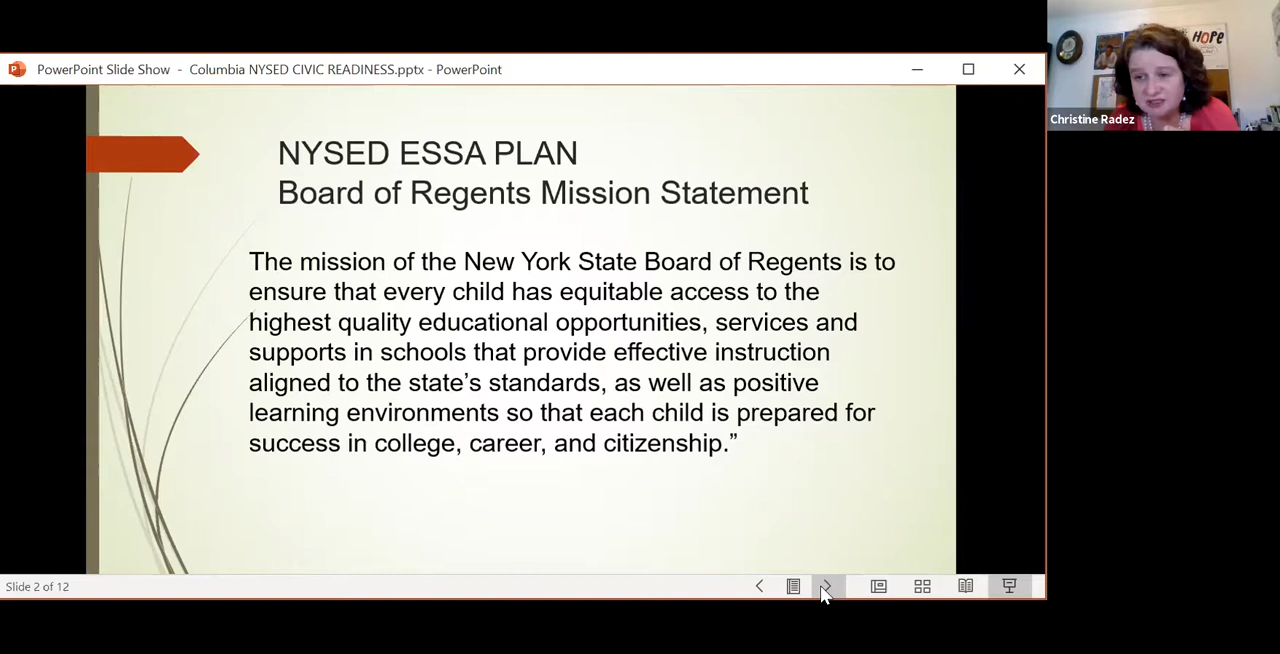 PowerPoint Slide Show - Columbia NYSED CIVIC READINESS.pptx - PowerPoint
HOPE
Christine Radez
NYSED ESSA PLAN
Board of Regents Mission Statement
The mission of the New York State Board of Regents is to
ensure that every child has equitable access to the
highest quality educational opportunities, services and
supports in schools that provide effective instruction
aligned to the state’s standards, as well as positive
learning environments so that each child is prepared for
success in college, career, and citizenship.”
Slide 2 of 12